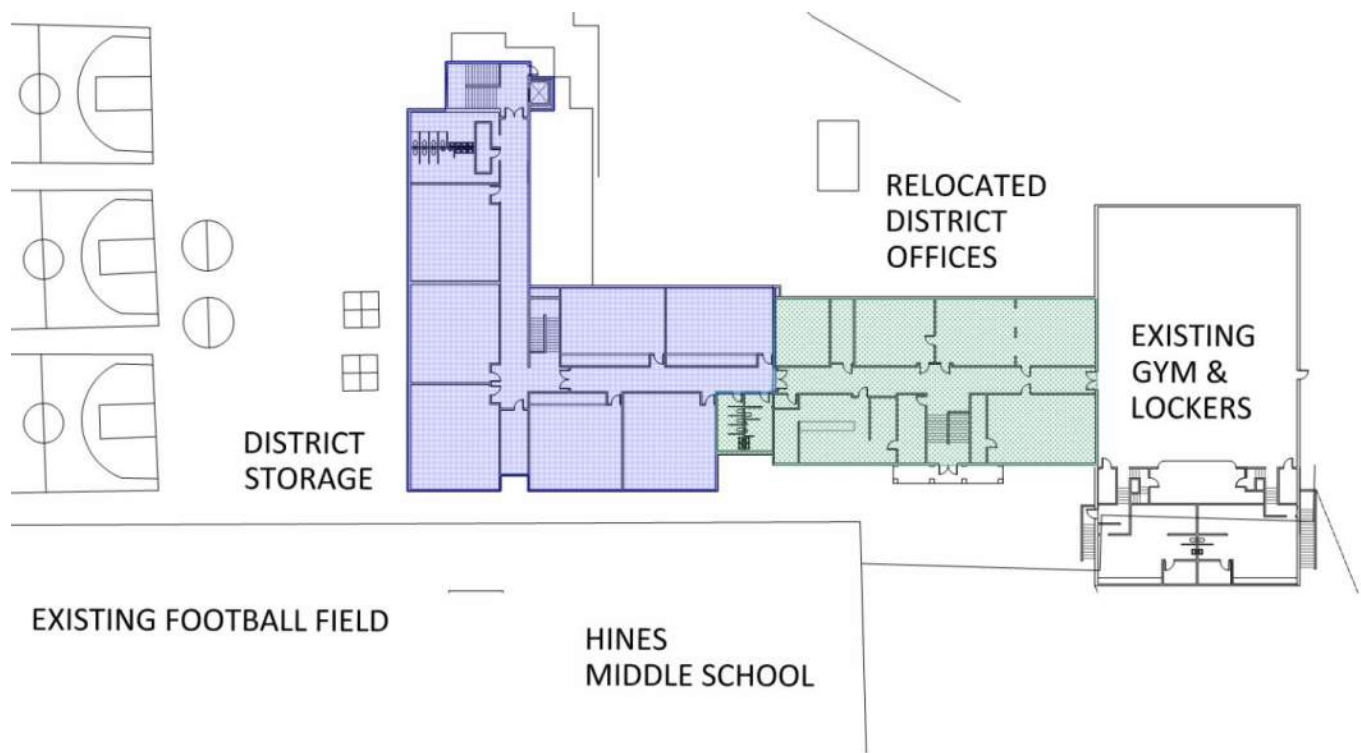 RELOCATED
DISTRICT
OFFICES
EXISTING
GYM &
LOCKERS
DISTRICT
STORAGE
EXISTING FOOTBALL FIELD
HINES
MIDDLE SCHOOL